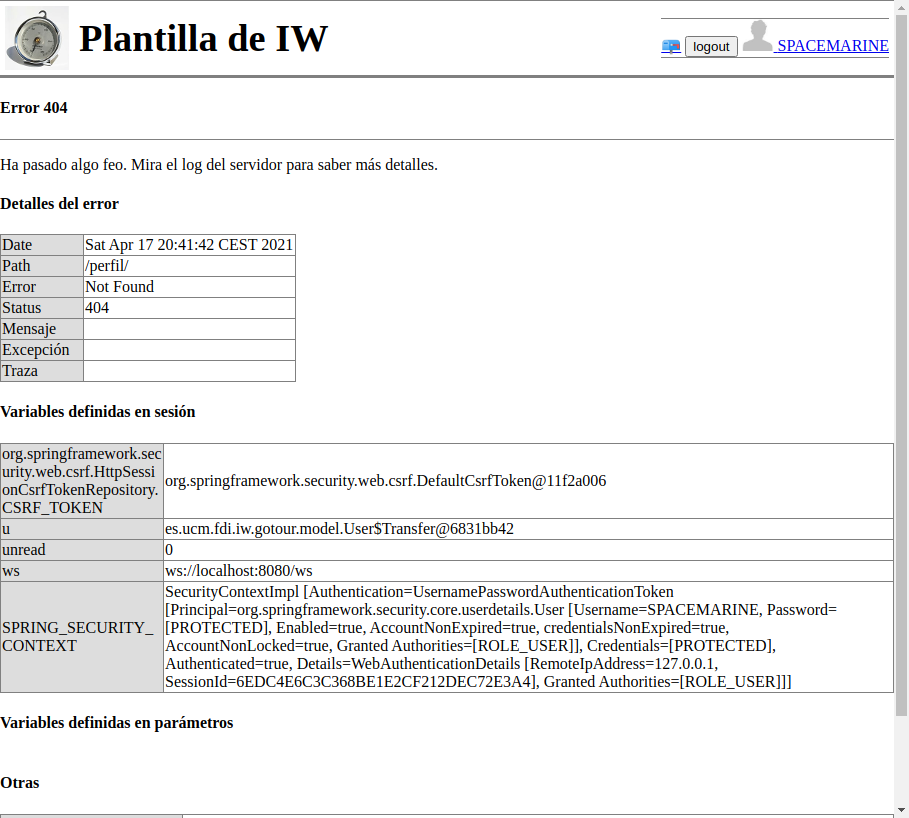 Plantilla de IW
logout
SPACEMARINE
Error 404
Ha pasado algo feo. Mira el log del servidor para saber más detalles.
Detalles del error
Date Sat Apr 17 20:41:42 CEST 2021
Path /perfil/
Error Not Found
Status 404
Mensaje
Excepción
Traza
Variables definidas en sesión
org.springframework.sec
urity.web.csrf.HttpSessi
onCsrfTokenRepository.
CSRF_TOKEN
org.springframework.security.web.csrf.DefaultCsrfToken@11f2a006
u es.ucm.fdi.iw.gotour.model.User$Transfer@6831bb42
unread 0
ws ws://localhost:8080/ws
SPRING_SECURITY_
CONTEXT
SecurityContextImpl [Authentication=UsernamePasswordAuthenticationToken
[Principal=org.springframework.security.core.userdetails.User [Username=SPACEMARINE, Password=
[PROTECTED], Enabled=true, AccountNonExpired=true, credentialsNonExpired=true,
AccountNonLocked=true, Granted Authorities=[ROLE_USER]], Credentials=[PROTECTED],
Authenticated=true, Details=WebAuthenticationDetails [RemoteIpAddress=127.0.0.1,
SessionId=6EDC4E6C3C368BE1E2CF212DEC72E3A4], Granted Authorities=[ROLE_USER]]]
Variables definidas en parámetros
Otras